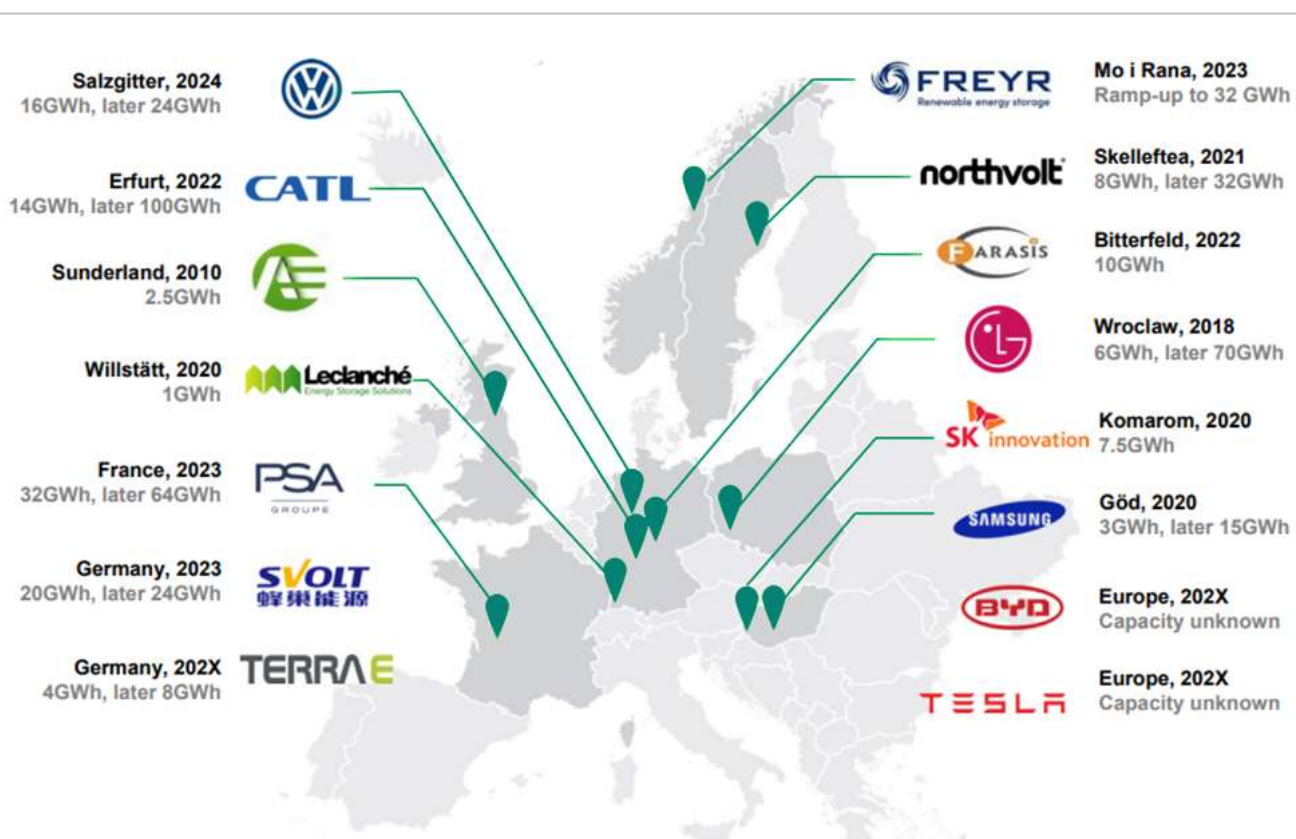 Salzgitter, 2024
16GWh, later 24GWh
Erfurt, 2022
14GWh, later 100GWh
CATL
Sunderland, 2010
2.5GWh
Willstätt, 2020
1GWh
Leclanché
Energy Storage Solutions
France, 2023
32GWh, later 64GWh
PSA
GROUPE
Germany, 2023
20GWh, later 24GWh
SVOLT
蜂巢能源
Germany, 202X
4GWh, later 8GWh
TERRA E
FREYR
Renewable energy storage
Mo i Rana, 2023
Ramp-up to 32 GWh
northvolt
Skelleftea, 2021
8GWh, later 32GWh
FARASIS
Bitterfeld, 2022
10GWh
LG
Wroclaw, 2018
6GWh, later 70GWh
SK innovation
Komarom, 2020
7.5GWh
SAMSUNG
Göd, 2020
3GWh, later 15GWh
BYD
Europe, 202X
Capacity unknown
TESLA
Europe, 202X
Capacity unknown